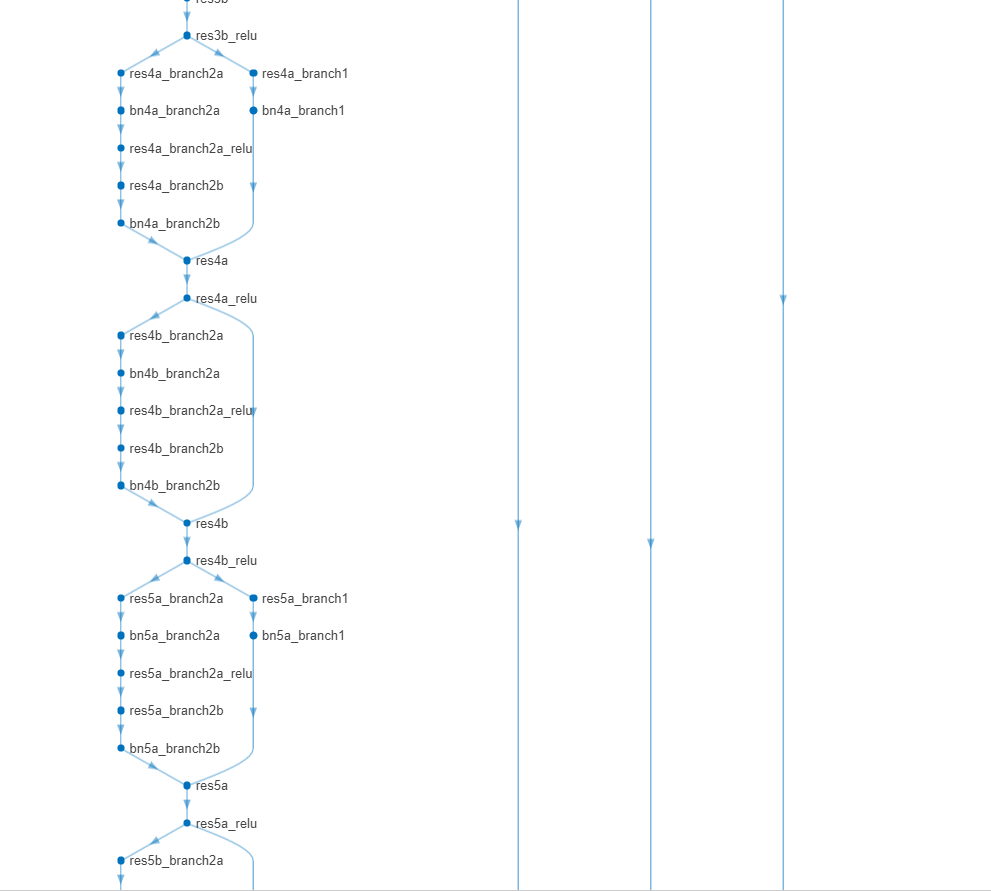 res3b
res3b_relu
res4a_branch2a
res4a_branch1
bn4a_branch2a
bn4a_branch1
res4a_branch2a_relu
res4a_branch2b
bn4a_branch2b
res4a
res4a_relu
res4b_branch2a
bn4b_branch2a
res4b_branch2a_relu
res4b_branch2b
bn4b_branch2b
res4b
res4b_relu
res5a_branch2a
res5a_branch1
bn5a_branch2a
bn5a_branch1
res5a_branch2a_relu
res5a_branch2b
bn5a_branch2b
res5a
res5a_relu
res5b_branch2a